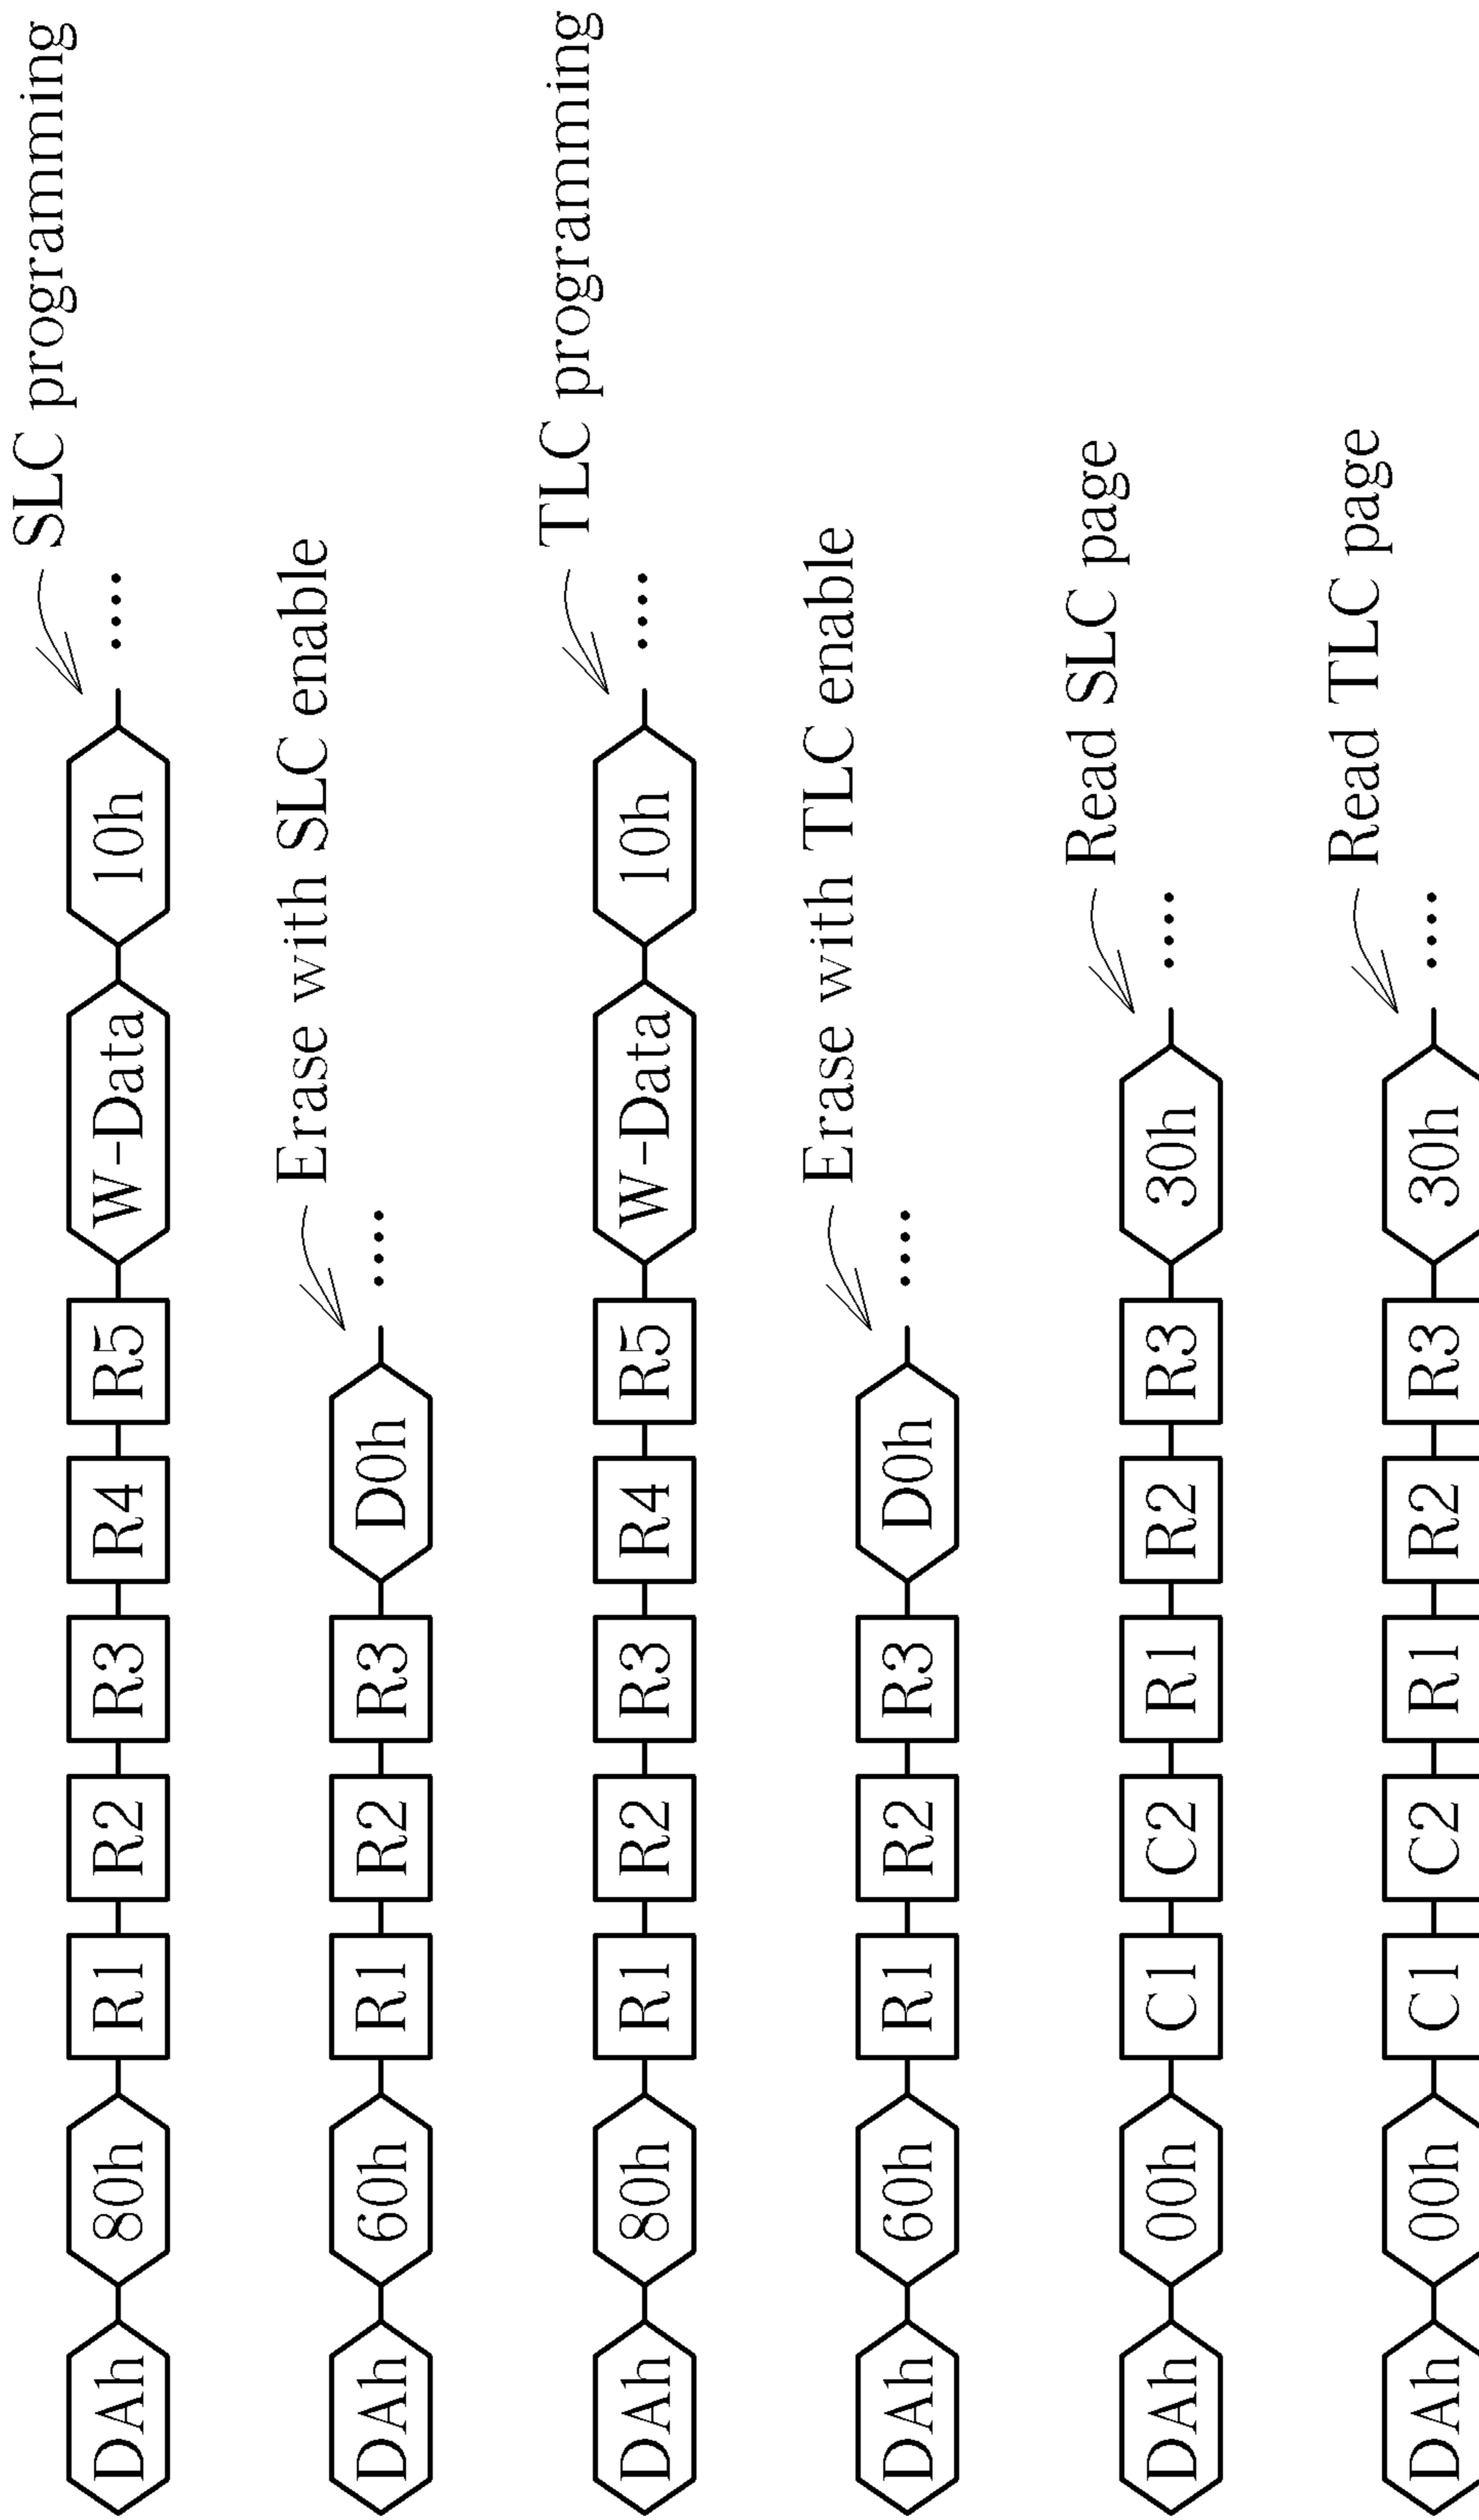 DAh 80h R1 R2 R3 R4 R5 W-Data 10h .... SLC programming
DAh 60h R1 R2 R3 D0h .... Erase with SLC enable
DAh 80h R1 R2 R3 R4 R5 W-Data 10h .... TLC programming
DAh 60h R1 R2 R3 D0h .... Erase with TLC enable
DAh 00h C1 C2 R1 R2 R3 30h .... Read SLC page
DAh 00h C1 C2 R1 R2 R3 30h .... Read TLC page